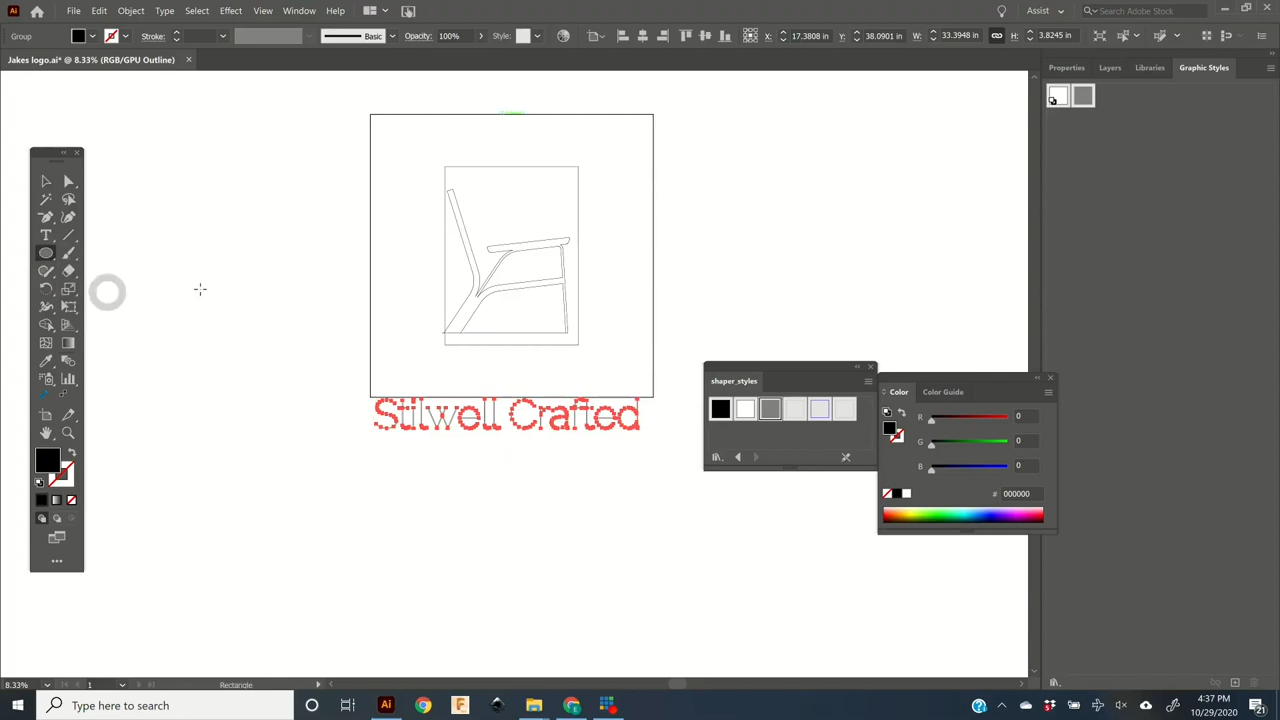 File Edit Object Type Select Effect View Window Help Assist Search Adobe Stock
Group Stroke: Basic Opacity: 100% Style: X: 17.3808 in Y: 38.0901 in W: 33.3948 in H: 3.8245 in
Jakes logo.ai* @ 8.33% (RGB/GPU Outline)
Properties Layers Libraries Graphic Styles
Stilwell Crafted
shaper_styles
Color Color Guide
R 0
G 0
B 0
# 000000
8.33% 1 Rectangle
Type here to search
4:37 PM
10/29/2020
21